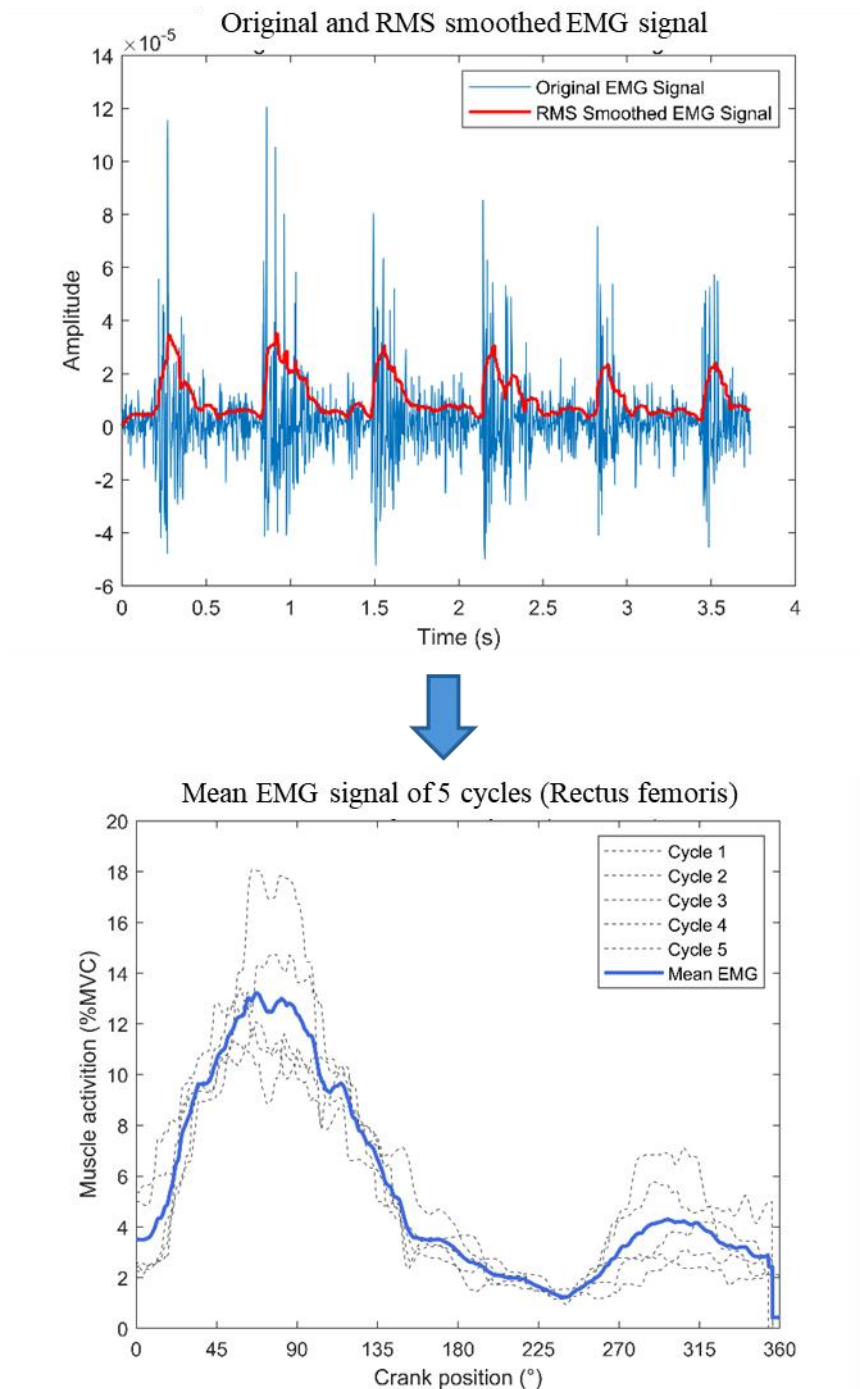 Original and RMS smoothed EMG signal
×10-5
14
12
10
8
6
4
2
0
-2
-4
-6
Amplitude
Original EMG Signal
RMS Smoothed EMG Signal
0 0.5 1 1.5 2 2.5 3 3.5 4
Time (s)
Mean EMG signal of 5 cycles (Rectus femoris)
20
18
16
14
12
10
8
6
4
2
0
Muscle activition (%MVC)
Cycle 1
Cycle 2
Cycle 3
Cycle 4
Cycle 5
Mean EMG
0 45 90 135 180 225 270 315 360
Crank position (°)